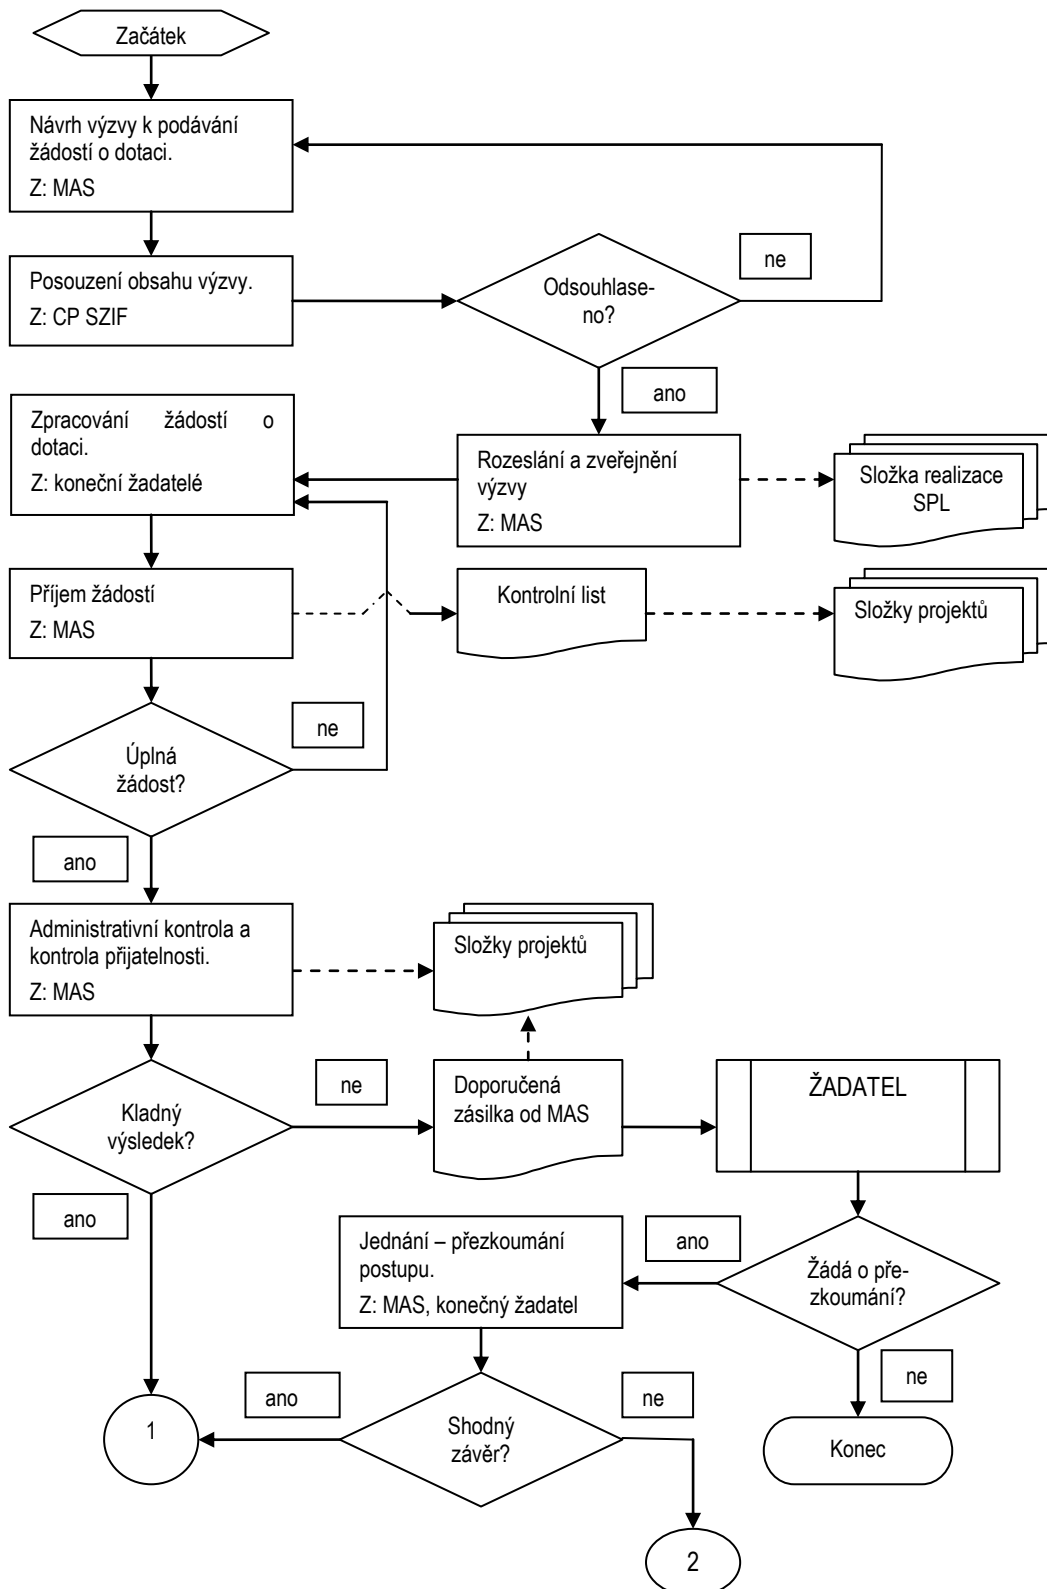 Začátek
Návrh výzvy k podávání
žádostí o dotaci.
Z: MAS
Posouzení obsahu výzvy.
Z: CP SZIF
Odsouhlase-
no?
ne
ano
Zpracování žádostí o
dotaci.
Z: koneční žadatelé
Rozeslání a zveřejnění
výzvy
Z: MAS
Složka realizace
SPL
Příjem žádostí
Z: MAS
Kontrolní list
Složky projektů
Úplná
žádost?
ne
ano
Administrativní kontrola a
kontrola přijatelnosti.
Z: MAS
Složky projektů
Kladný
výsledek?
ne
Doporučená
zásilka od MAS
ŽADATEL
ano
Jednání – přezkoumání
postupu.
Z: MAS, konečný žadatel
ano
Žádá o pře-
zkoumání?
ne
ano
ne
1
Shodný
závěr?
Konec
2